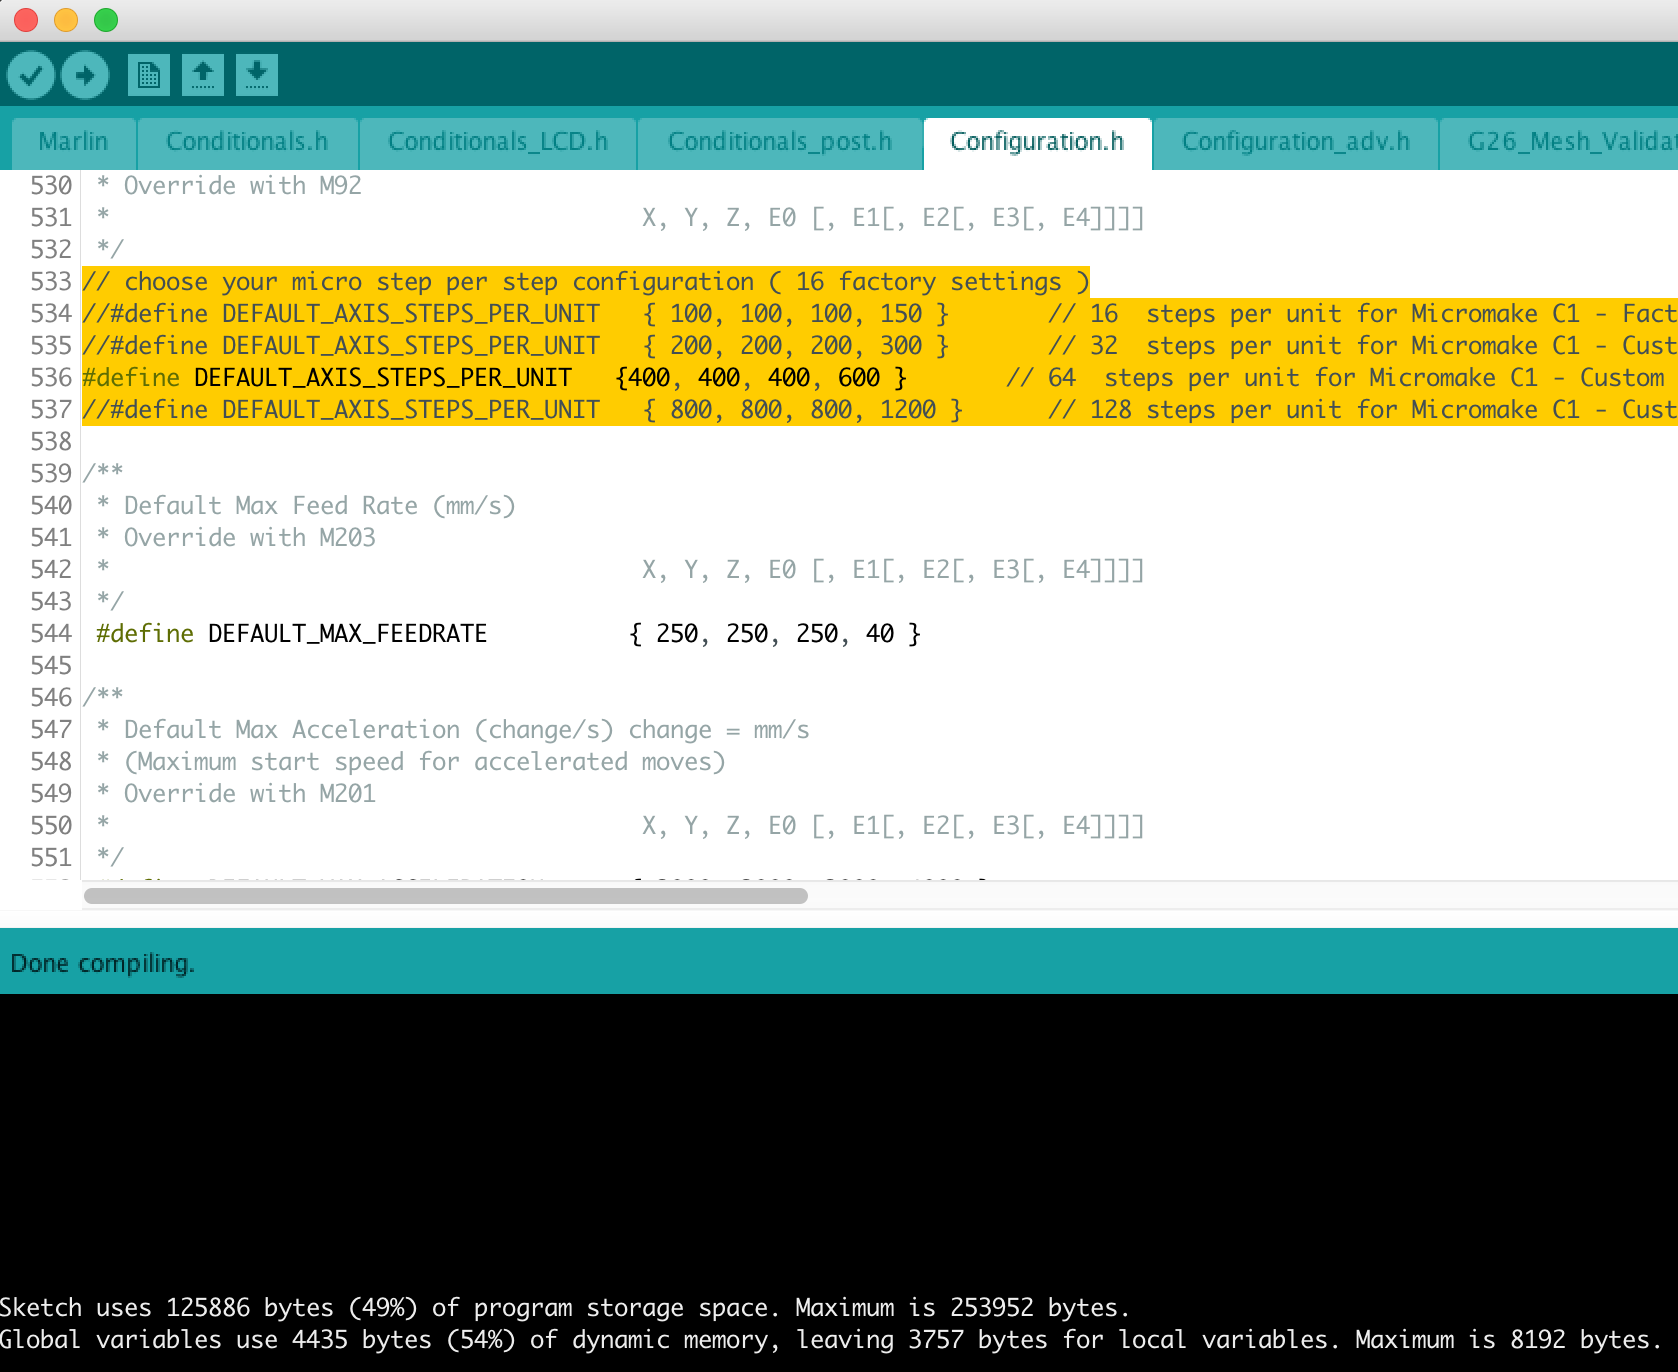 Marlin Conditionals.h Conditionals_LCD.h Conditionals_post.h Configuration.h Configuration_adv.h G26_Mesh_Validat
530 * Override with M92
531 * X, Y, Z, E0 [, E1[, E2[, E3[, E4]]]]
532 */
533 // choose your micro step per step configuration ( 16 factory settings )
534 //#define DEFAULT_AXIS_STEPS_PER_UNIT { 100, 100, 100, 150 } // 16 steps per unit for Micromake C1 - Fact
535 //#define DEFAULT_AXIS_STEPS_PER_UNIT { 200, 200, 200, 300 } // 32 steps per unit for Micromake C1 - Cust
536 #define DEFAULT_AXIS_STEPS_PER_UNIT {400, 400, 400, 600 } // 64 steps per unit for Micromake C1 - Custom
537 //#define DEFAULT_AXIS_STEPS_PER_UNIT { 800, 800, 800, 1200 } // 128 steps per unit for Micromake C1 - Cust
538
539 /**
540 * Default Max Feed Rate (mm/s)
541 * Override with M203
542 * X, Y, Z, E0 [, E1[, E2[, E3[, E4]]]]
543 */
544 #define DEFAULT_MAX_FEEDRATE { 250, 250, 250, 40 }
545
546 /**
547 * Default Max Acceleration (change/s) change = mm/s
548 * (Maximum start speed for accelerated moves)
549 * Override with M201
550 * X, Y, Z, E0 [, E1[, E2[, E3[, E4]]]]
551 */
Done compiling.
Sketch uses 125886 bytes (49%) of program storage space. Maximum is 253952 bytes.
Global variables use 4435 bytes (54%) of dynamic memory, leaving 3757 bytes for local variables. Maximum is 8192 bytes.